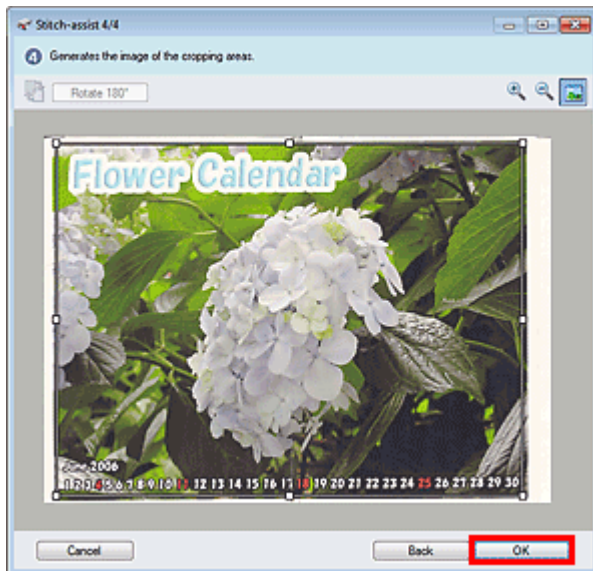 Stitch-assist 4/4
4 Generates the image of the cropping areas.
Rotate 180°
Flower Calendar
June 2006
1 2 3 4 5 6 7 8 9 10 11 12 13 14 15 16 17 18 19 20 21 22 23 24 25 26 27 28 29 30
Cancel Back OK